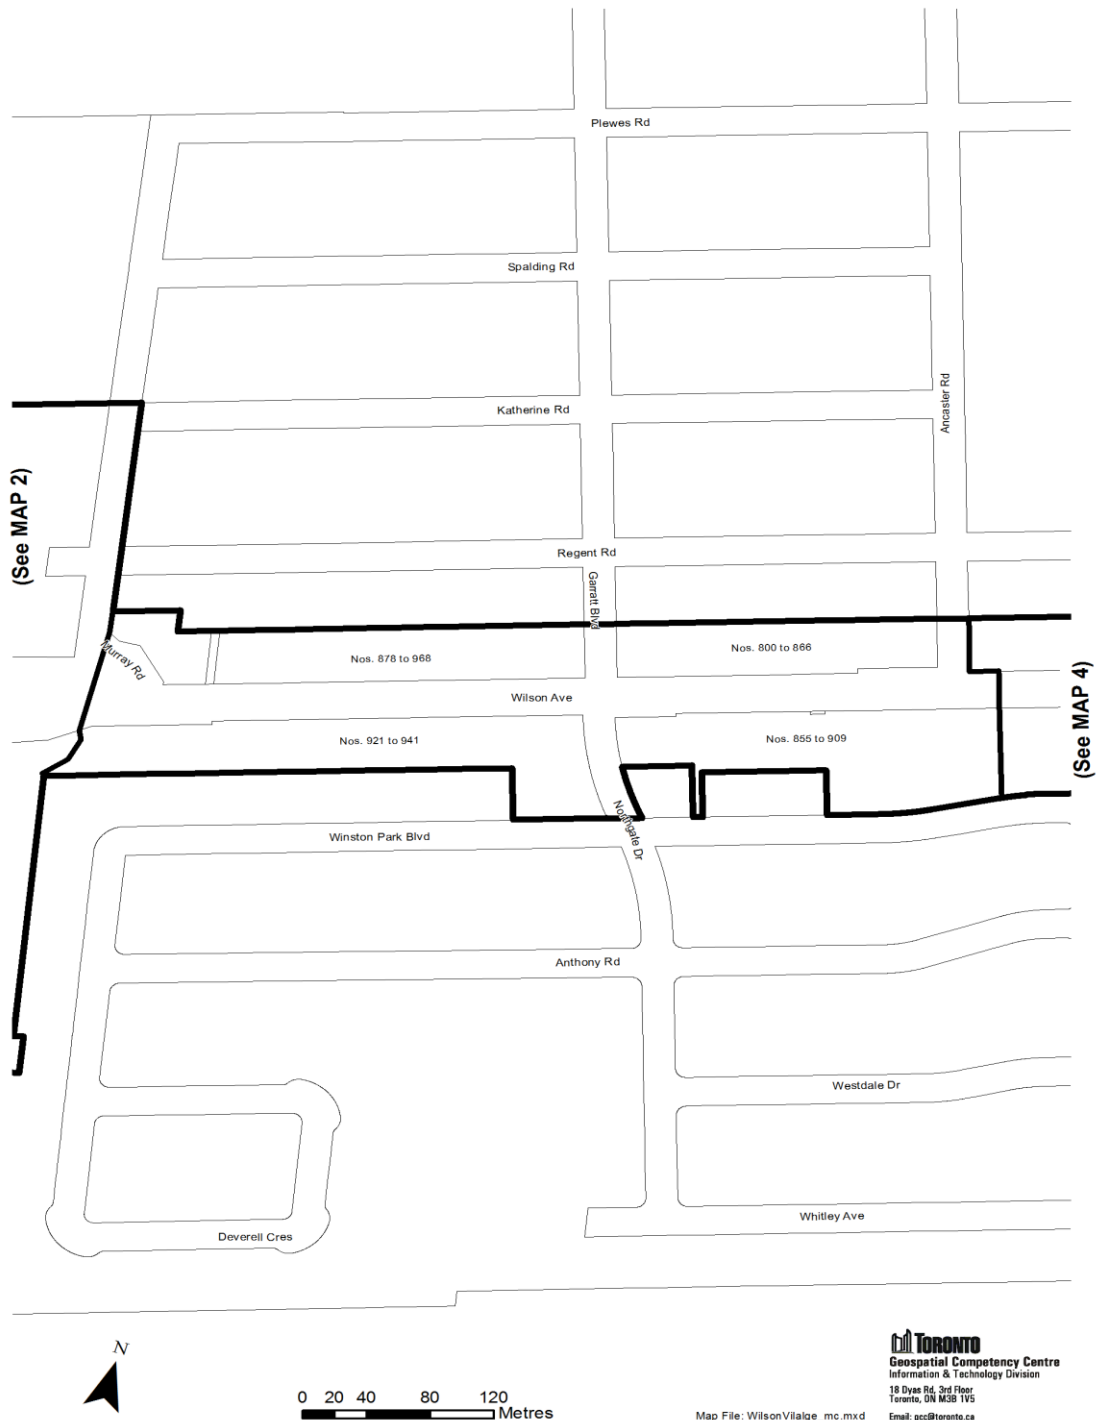 Plewes Rd
Spalding Rd
Ancaster Rd
Katherine Rd
(See MAP 2)
Regent Rd
Garratt Blvd
Murray Rd
Nos. 878 to 968
Nos. 800 to 866
Wilson Ave
(See MAP 4)
Nos. 921 to 941
Nos. 855 to 909
Northgate Dr
Winston Park Blvd
Anthony Rd
Westdale Dr
Whitley Ave
Deverell Cres
N
TORONTO
Geospatial Competency Centre
Information & Technology Division
18 Dyas Rd, 3rd Floor
Toronto, ON M3B 1V5
0 20 40 80 120
Metres
Map File: WilsonVilalge_mc.mxd
Email: gcc@toronto.ca